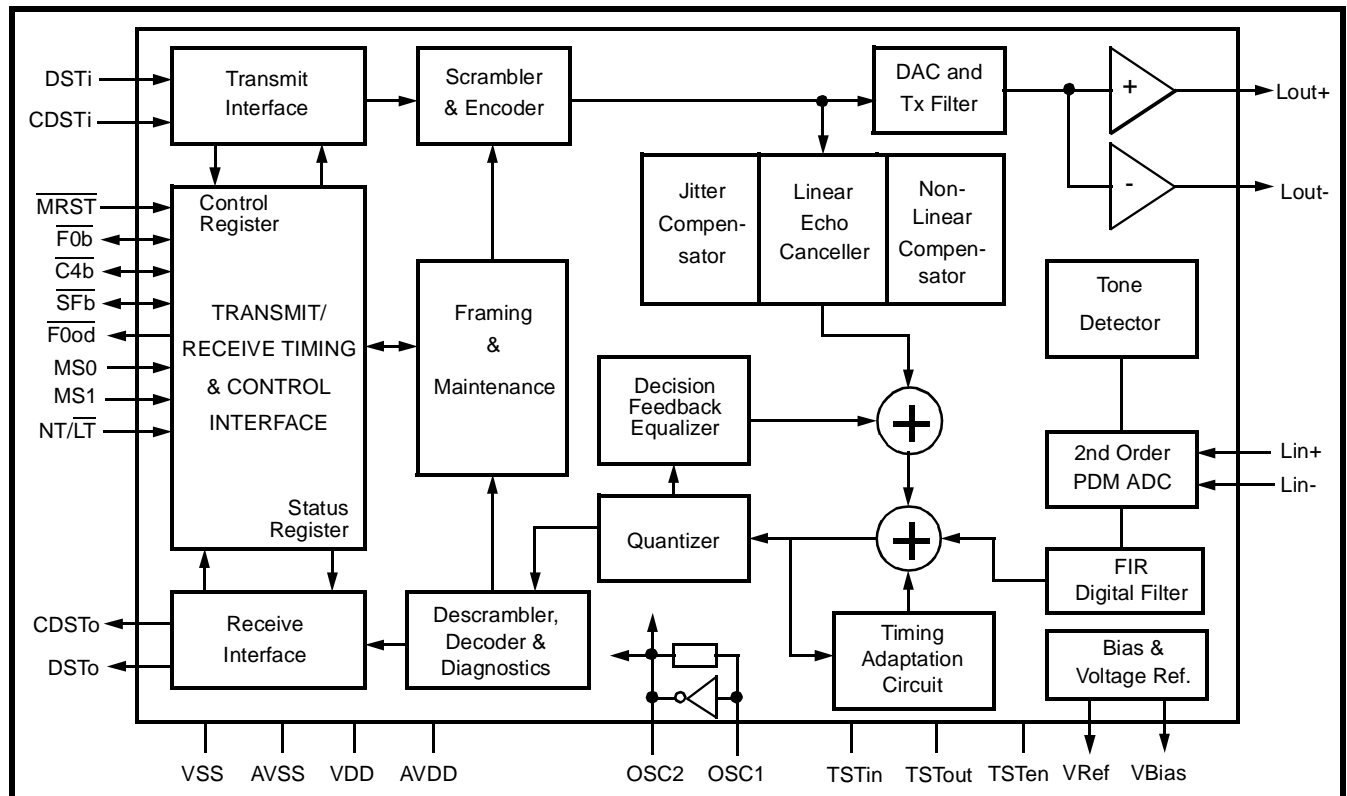 DSTi
CDSTi
MRST
F0b
C4b
SFb
F0od
MS0
MS1
NT/LT
CDSTo
DSTo
Transmit
Interface
Control
Register
TRANSMIT/
RECEIVE TIMING
& CONTROL
INTERFACE
Status
Register
Receive
Interface
Scrambler
& Encoder
Framing
&
Maintenance
Descrambler,
Decoder &
Diagnostics
DAC and
Tx Filter
+
-
Lout+
Lout-
Jitter
Compen-
sator
Linear
Echo
Canceller
Non-
Linear
Compen-
sator
Decision
Feedback
Equalizer
+
Quantizer
+
Timing
Adaptation
Circuit
Tone
Detector
2nd Order
PDM ADC
Lin+
Lin-
FIR
Digital Filter
Bias &
Voltage Ref.
VSS
AVSS
VDD
AVDD
OSC2
OSC1
TSTin
TSTout
TSTen
VRef
VBias